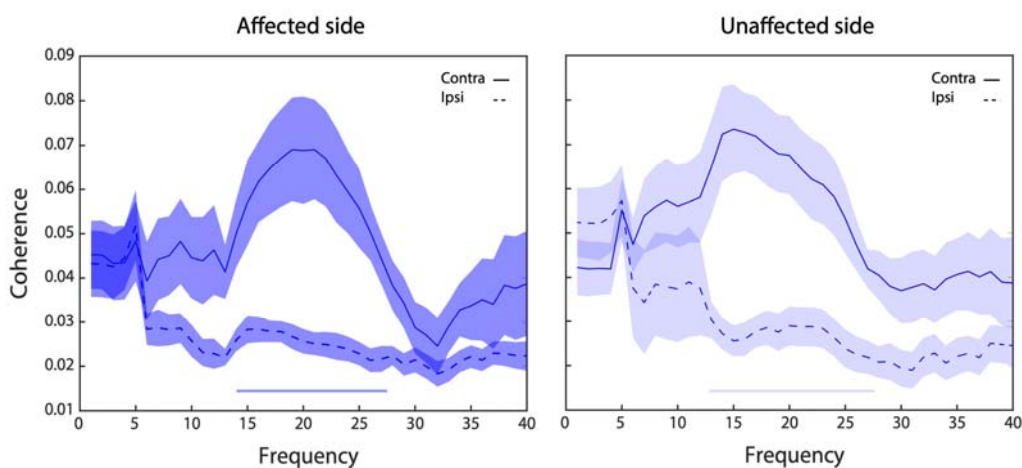 Affected side
Unaffected side
0.09
0.08
0.07
0.06
0.05
0.04
0.03
0.02
0.01
Coherence
Contra
Ipsi
Contra
Ipsi
0 5 10 15 20 25 30 35 40
0 5 10 15 20 25 30 35 40
Frequency
Frequency